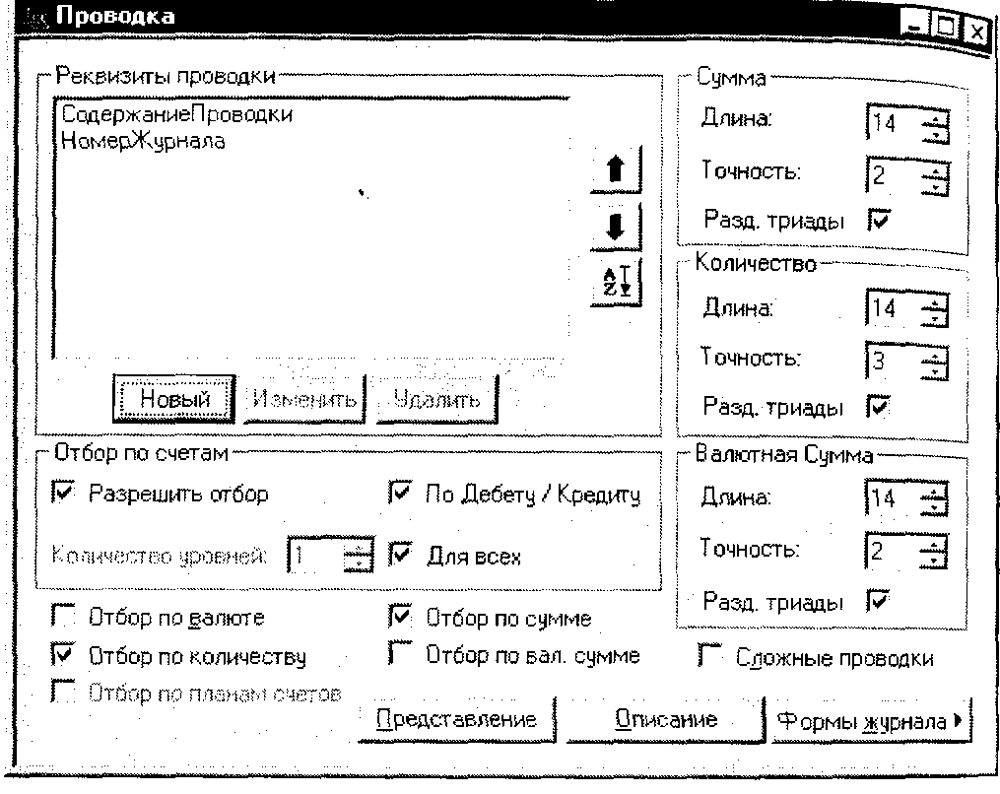 Проводка
Реквизиты проводки
СодержаниеПроводки
НомерЖурнала
Новый Изменить Удалить
Сумма
Длина: 14
Точность: 2
Разд. триады
Количество
Длина: 14
Точность: 3
Разд. триады
Валютная Сумма
Длина: 14
Точность: 2
Разд. триады
Отбор по счетам
Разрешить отбор По Дебету / Кредиту
Количество уровней: 1 Для всех
Отбор по валюте Отбор по сумме
Отбор по количеству Отбор по вал. сумме Сложные проводки
Отбор по планам счетов
Представление Описание Формы журнала